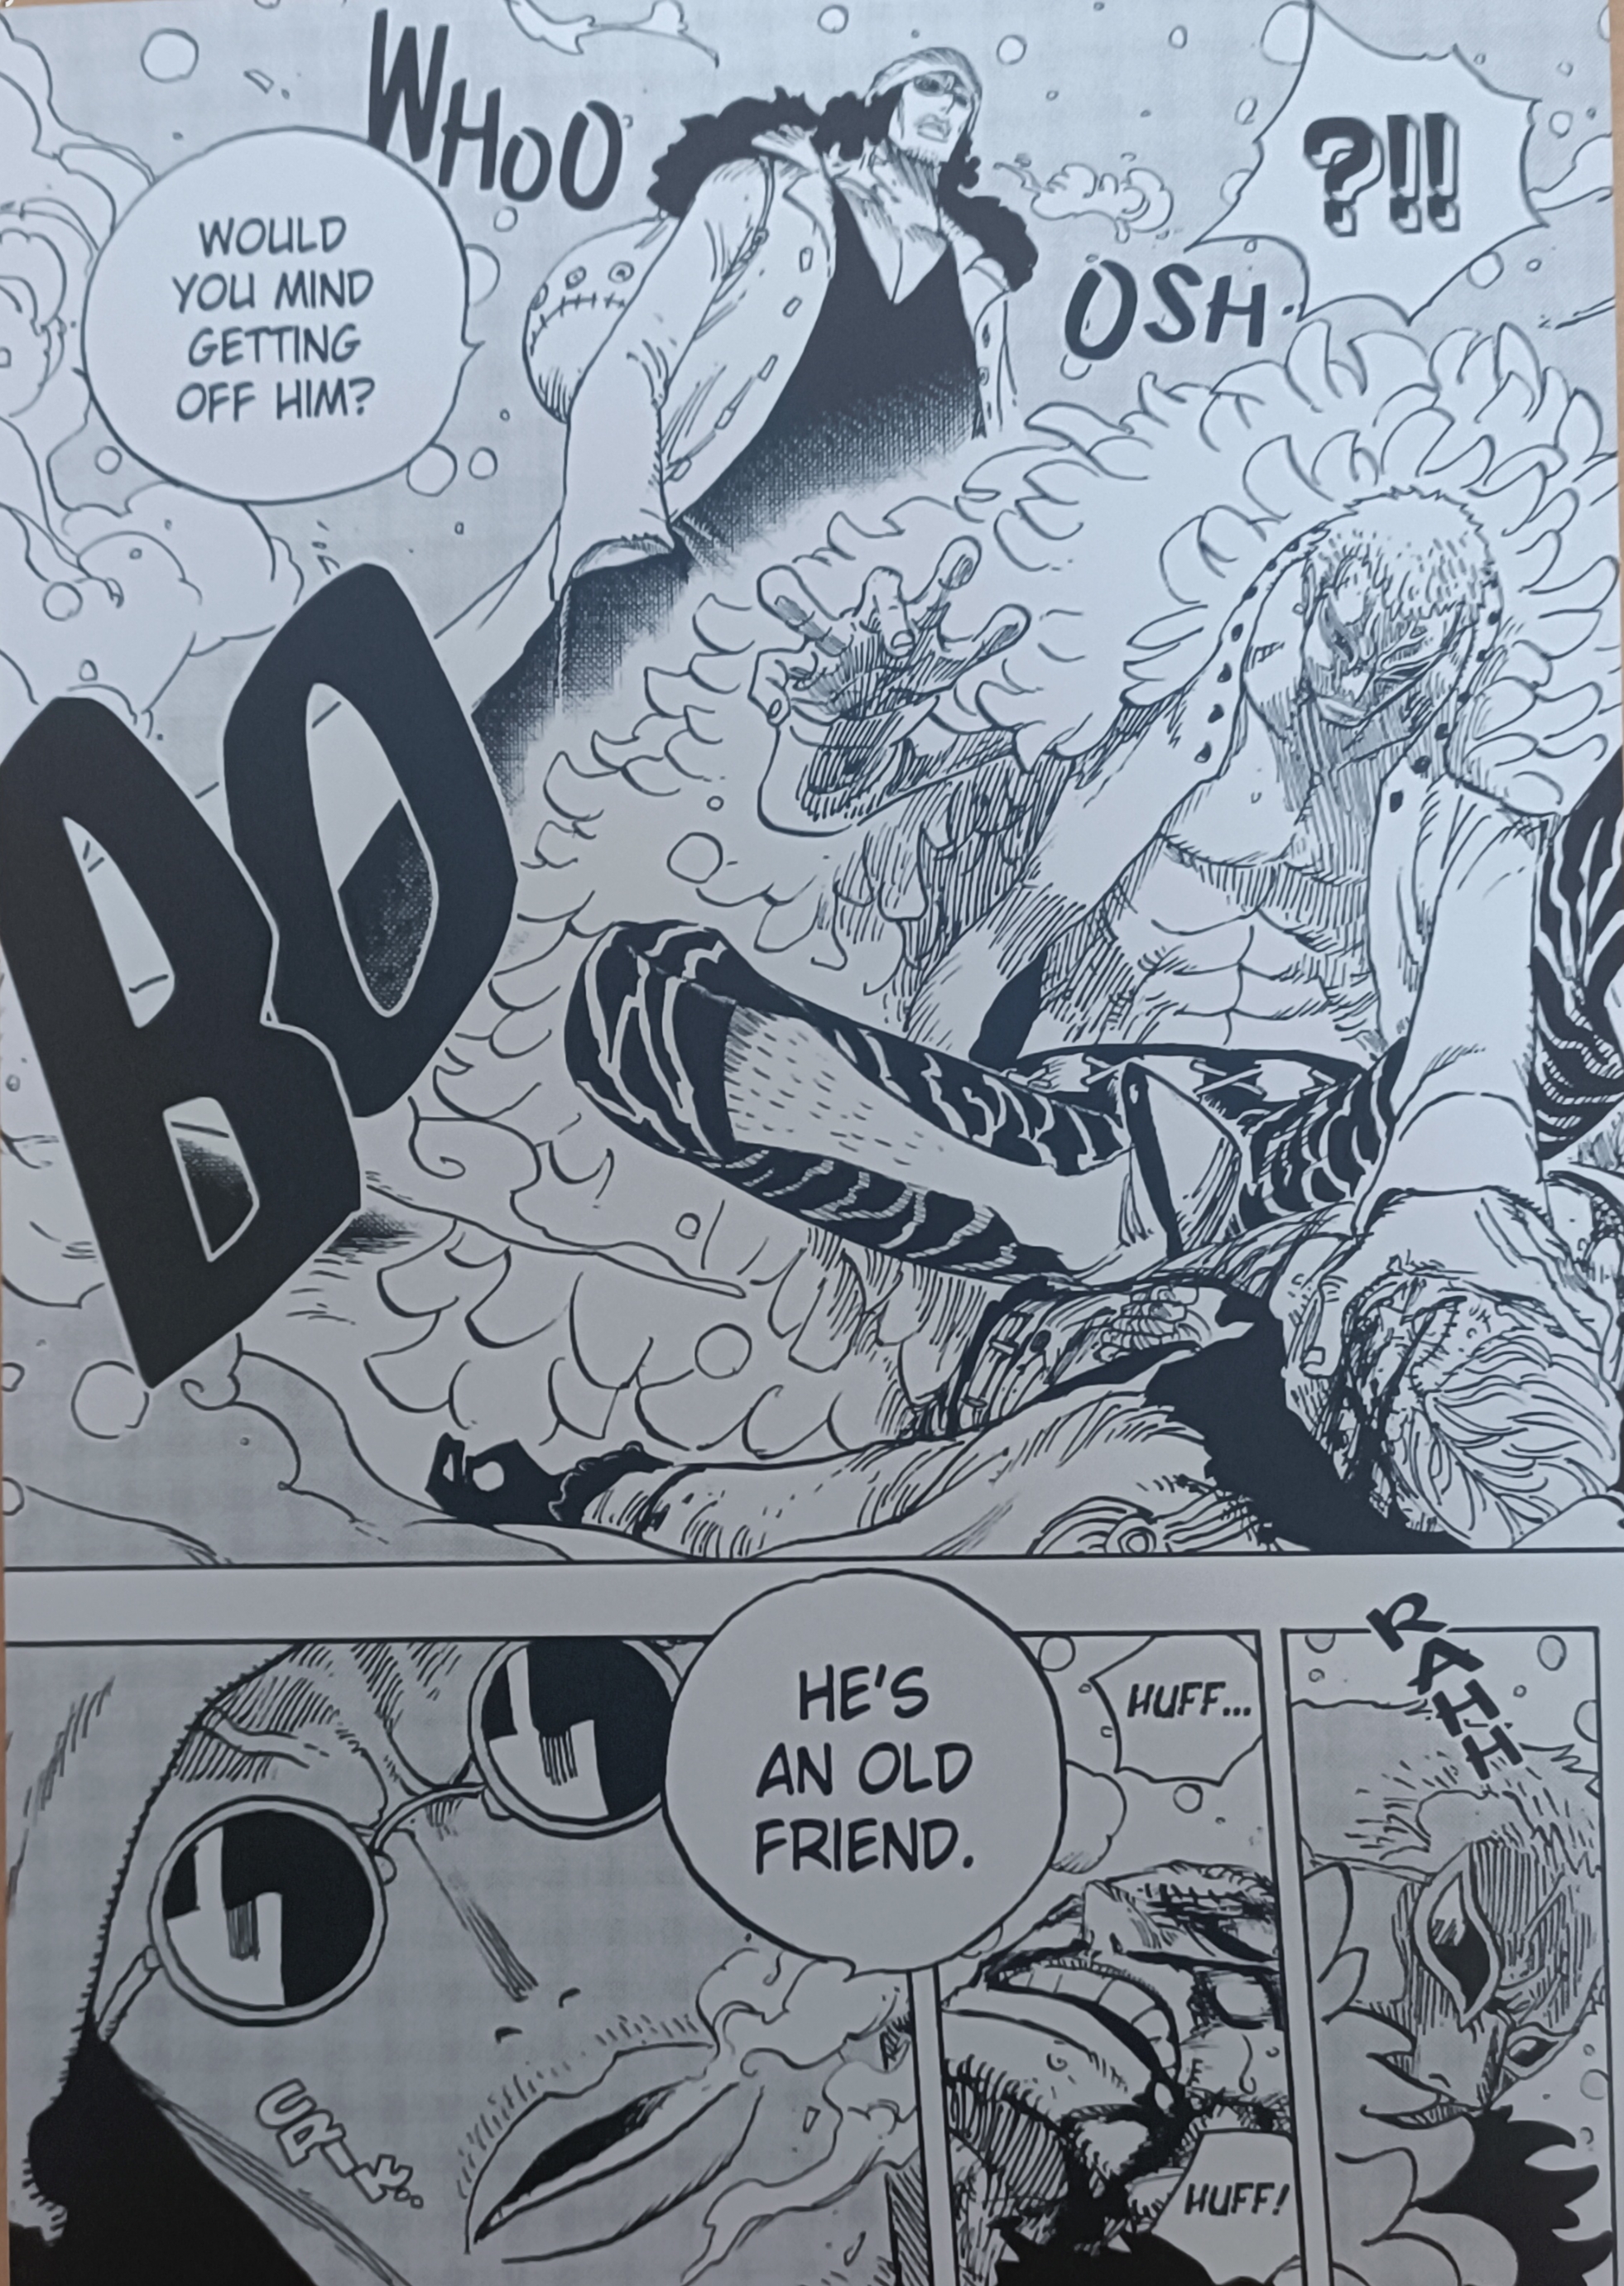 WHOO
OSH
?!!
WOULD
YOU MIND
GETTING
OFF HIM?
BO
HE'S
AN OLD
FRIEND.
HUFF...
HUFF!
RAHH